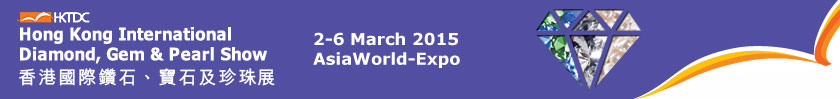 HKTDC
Hong Kong International
Diamond, Gem & Pearl Show
香港國際鑽石、寶石及珍珠展
2-6 March 2015
AsiaWorld-Expo